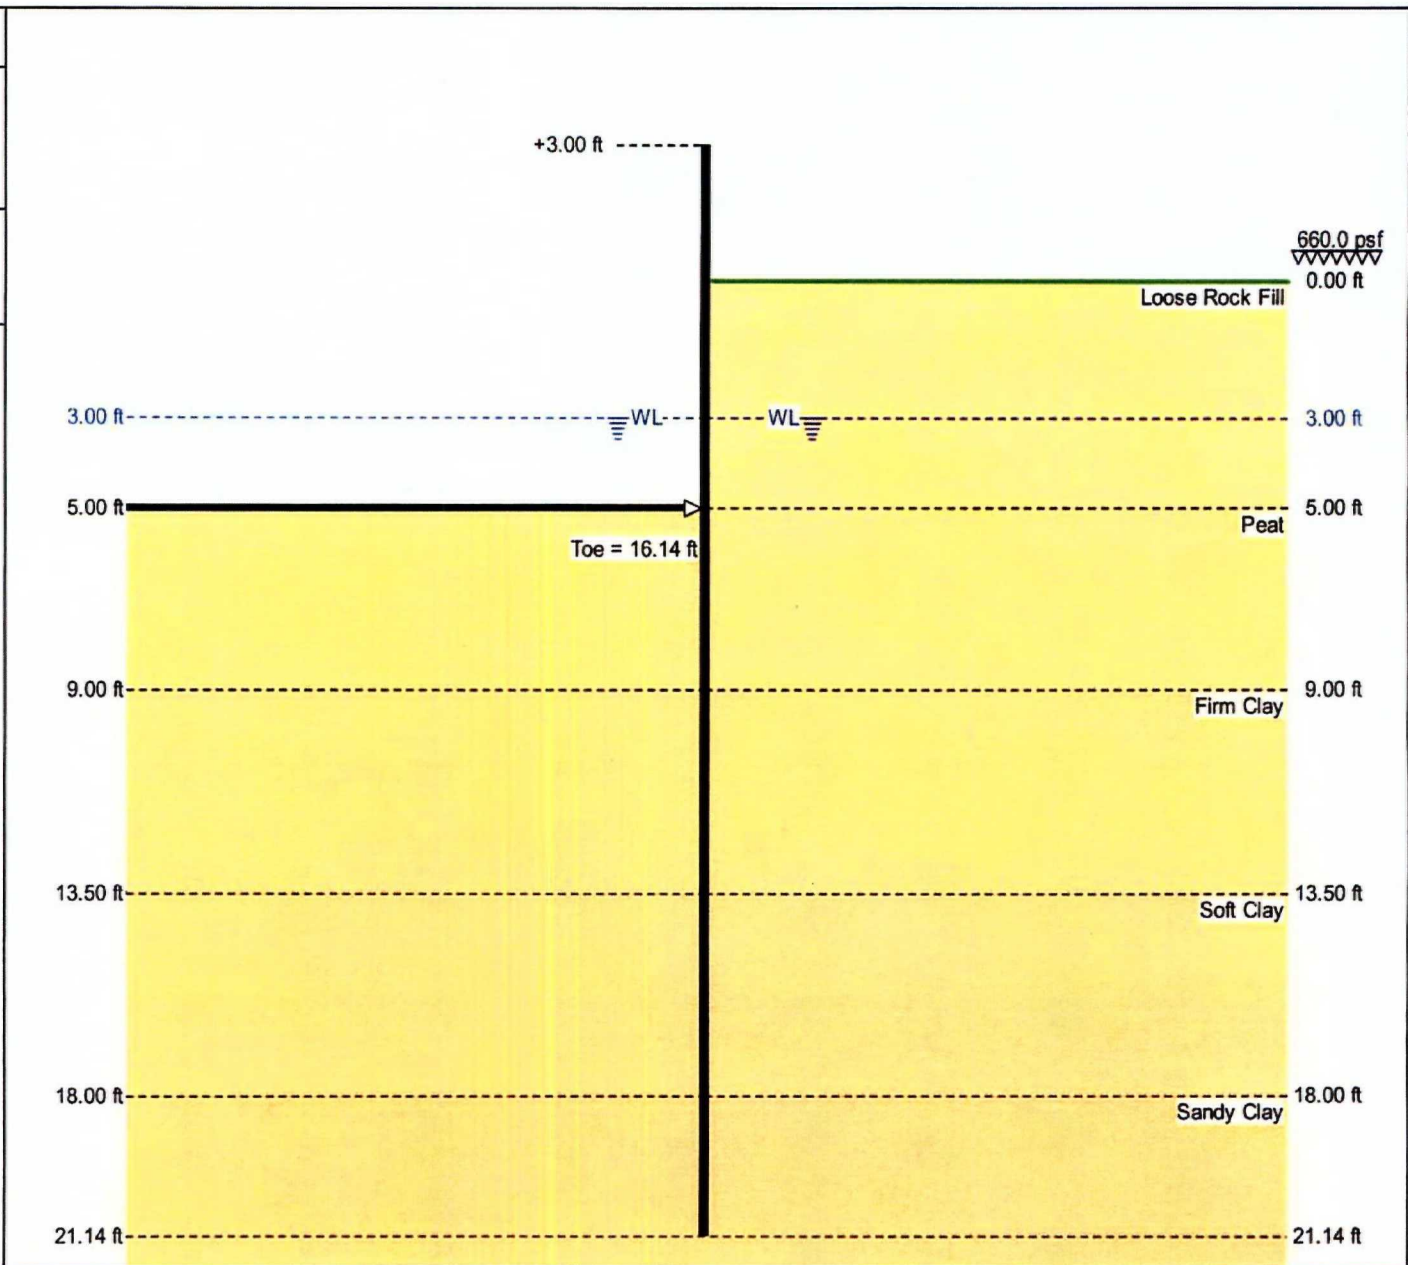 +3.00 ft
660.0 psf
0.00 ft
Loose Rock Fill
3.00 ft WL WL 3.00 ft
5.00 ft 5.00 ft
Peat
Toe = 16.14 ft
9.00 ft 9.00 ft
Firm Clay
13.50 ft 13.50 ft
Soft Clay
18.00 ft 18.00 ft
Sandy Clay
21.14 ft 21.14 ft